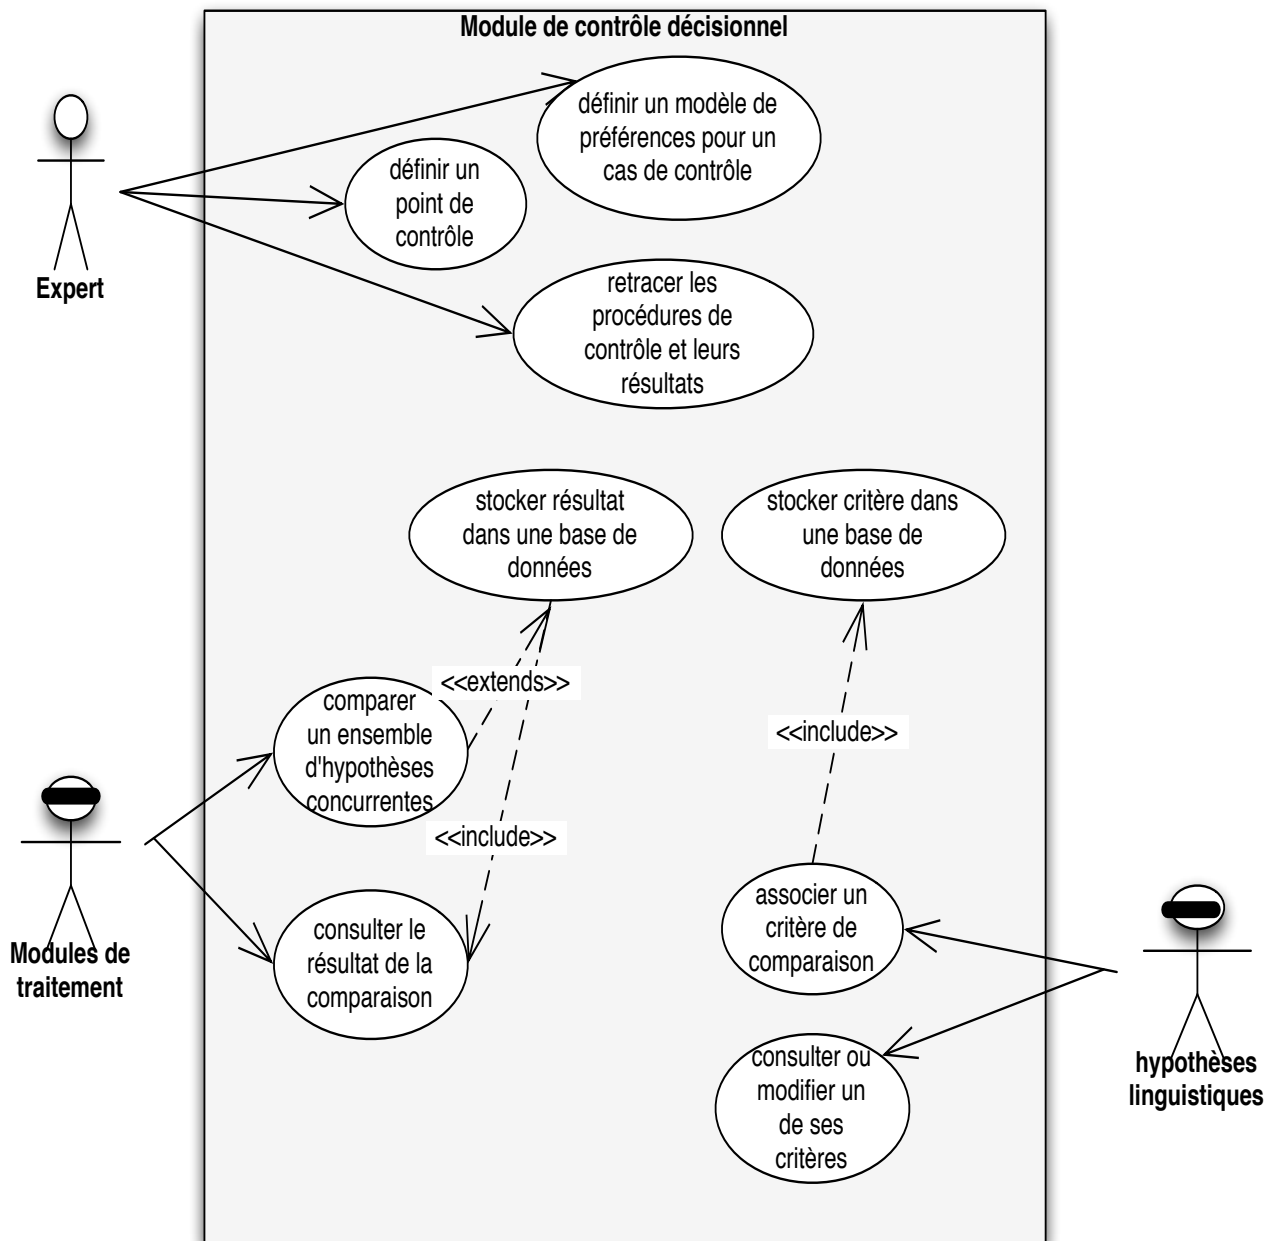 Module de contrôle décisionnel
définir un modèle de
préférences pour un
cas de contrôle
définir un
point de
contrôle
Expert
retracer les
procédures de
contrôle et leurs
résultats
stocker résultat
dans une base de
données
stocker critère dans
une base de
données
<<extends>>
comparer
un ensemble
d'hypothèses
concurrentes
<<include>>
<<include>>
consulter le
résultat de la
comparaison
Modules de
traitement
associer un
critère de
comparaison
consulter ou
modifier un
de ses
critères
hypothèses
linguistiques